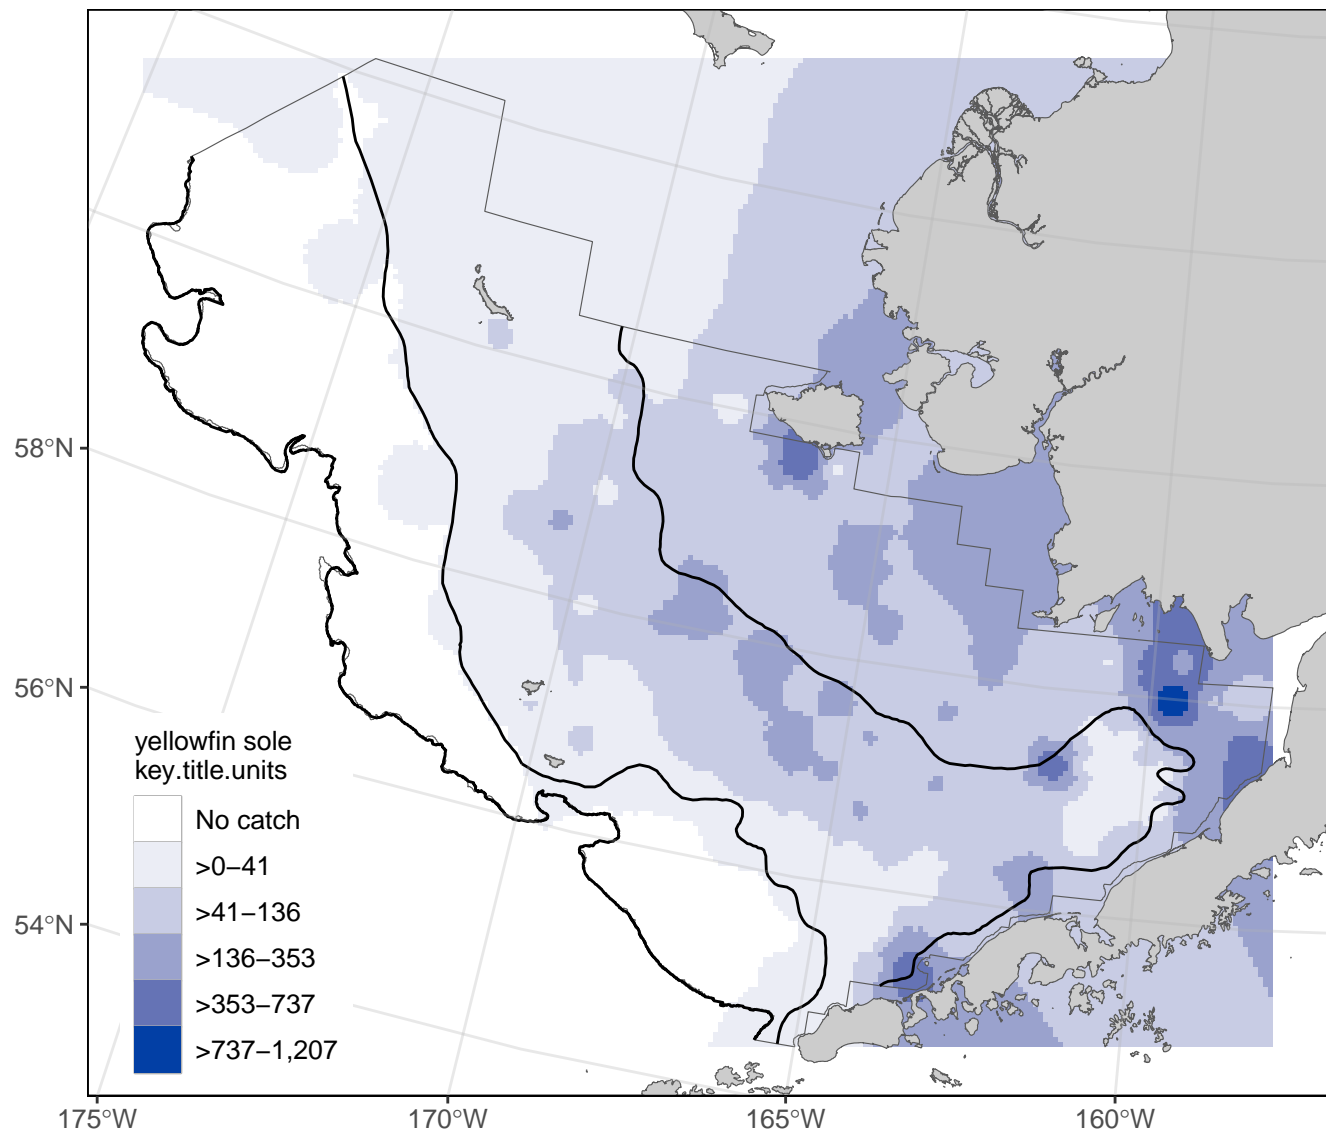 58°N
56°N
54°N
yellowfin sole
key.title.units
No catch
>0–41
>41–136
>136–353
>353–737
>737–1,207
175°W
170°W
165°W
160°W